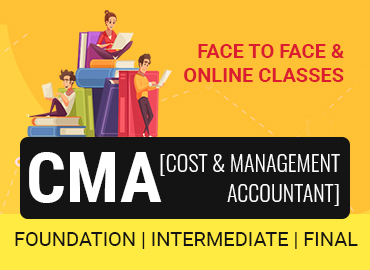 FACE TO FACE &
ONLINE CLASSES
CMA [COST & MANAGEMENT
ACCOUNTANT]
FOUNDATION | INTERMEDIATE | FINAL